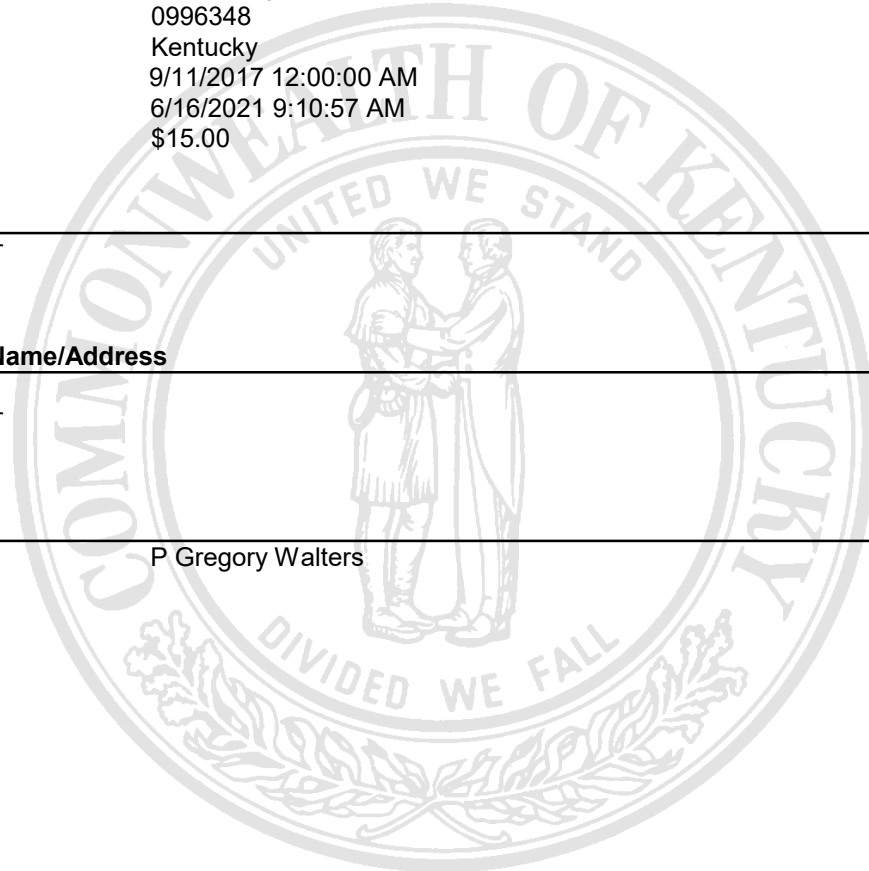 0996348
Kentucky
9/11/2017 12:00:00 AM
6/16/2021 9:10:57 AM
$15.00
COMMONWEALTH OF KENTUCKY
UNITED WE STAND
Name/Address
P Gregory Walters
DIVIDED WE FALL